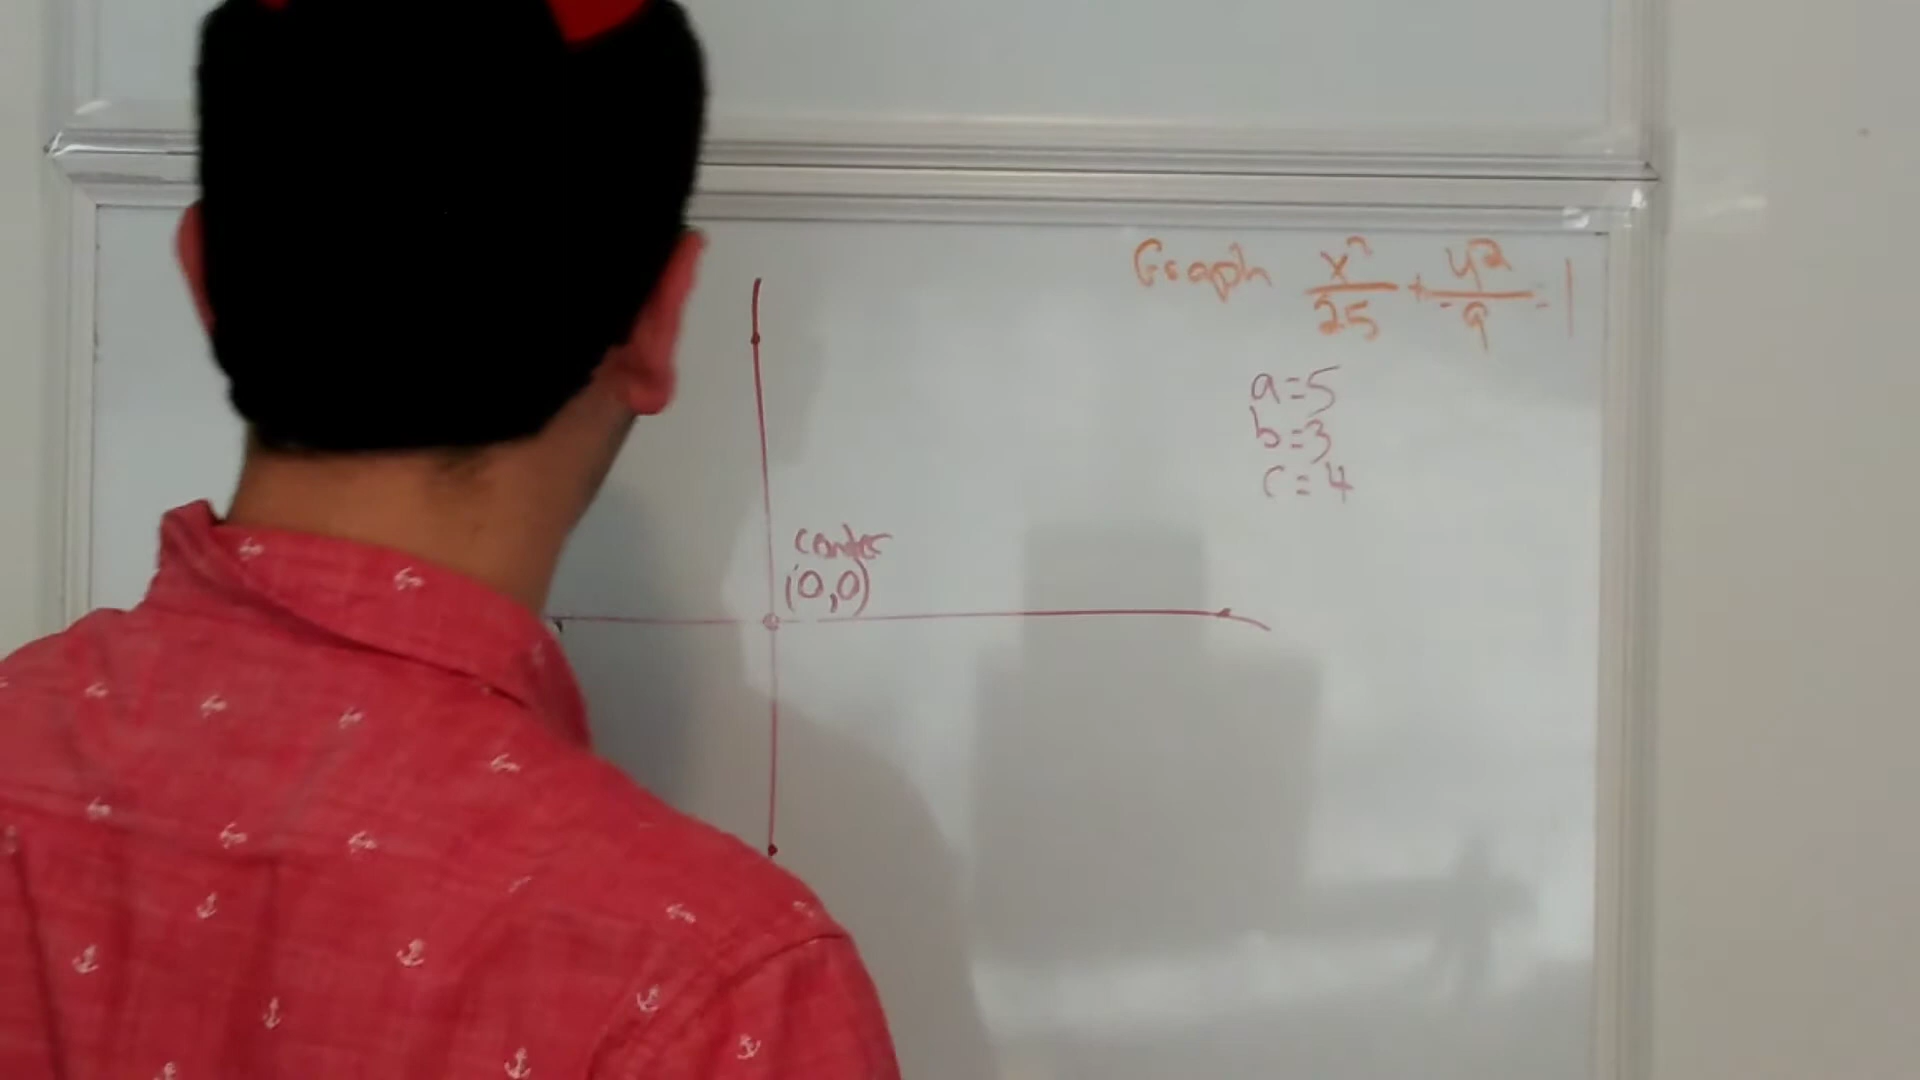 Graph x²/25 + y²/9 = 1
a=5
b=3
c=4
center
(0,0)